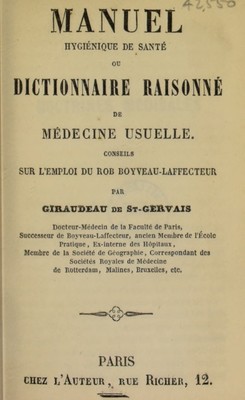 42,550
MANUEL
HYGIÉNIQUE DE SANTÉ
OU
DICTIONNAIRE RAISONNÉ
DE
MÉDECINE USUELLE.
CONSEILS
SUR L'EMPLOI DU ROB BOYVEAU-LAFFECTEUR
PAR
GIRAUDEAU DE ST-GERVAIS
Docteur-Médecin de la Faculté de Paris,
Successeur de Boyveau-Laffecteur, ancien Membre de l'École
Pratique, Ex-interne des Hôpitaux,
Membre de la Société de Géographie, Correspondant des
Sociétés Royales de Médecine
de Rotterdam, Malines, Bruxelles, etc.
PARIS
CHEZ L'AUTEUR, RUE RICHER, 12.